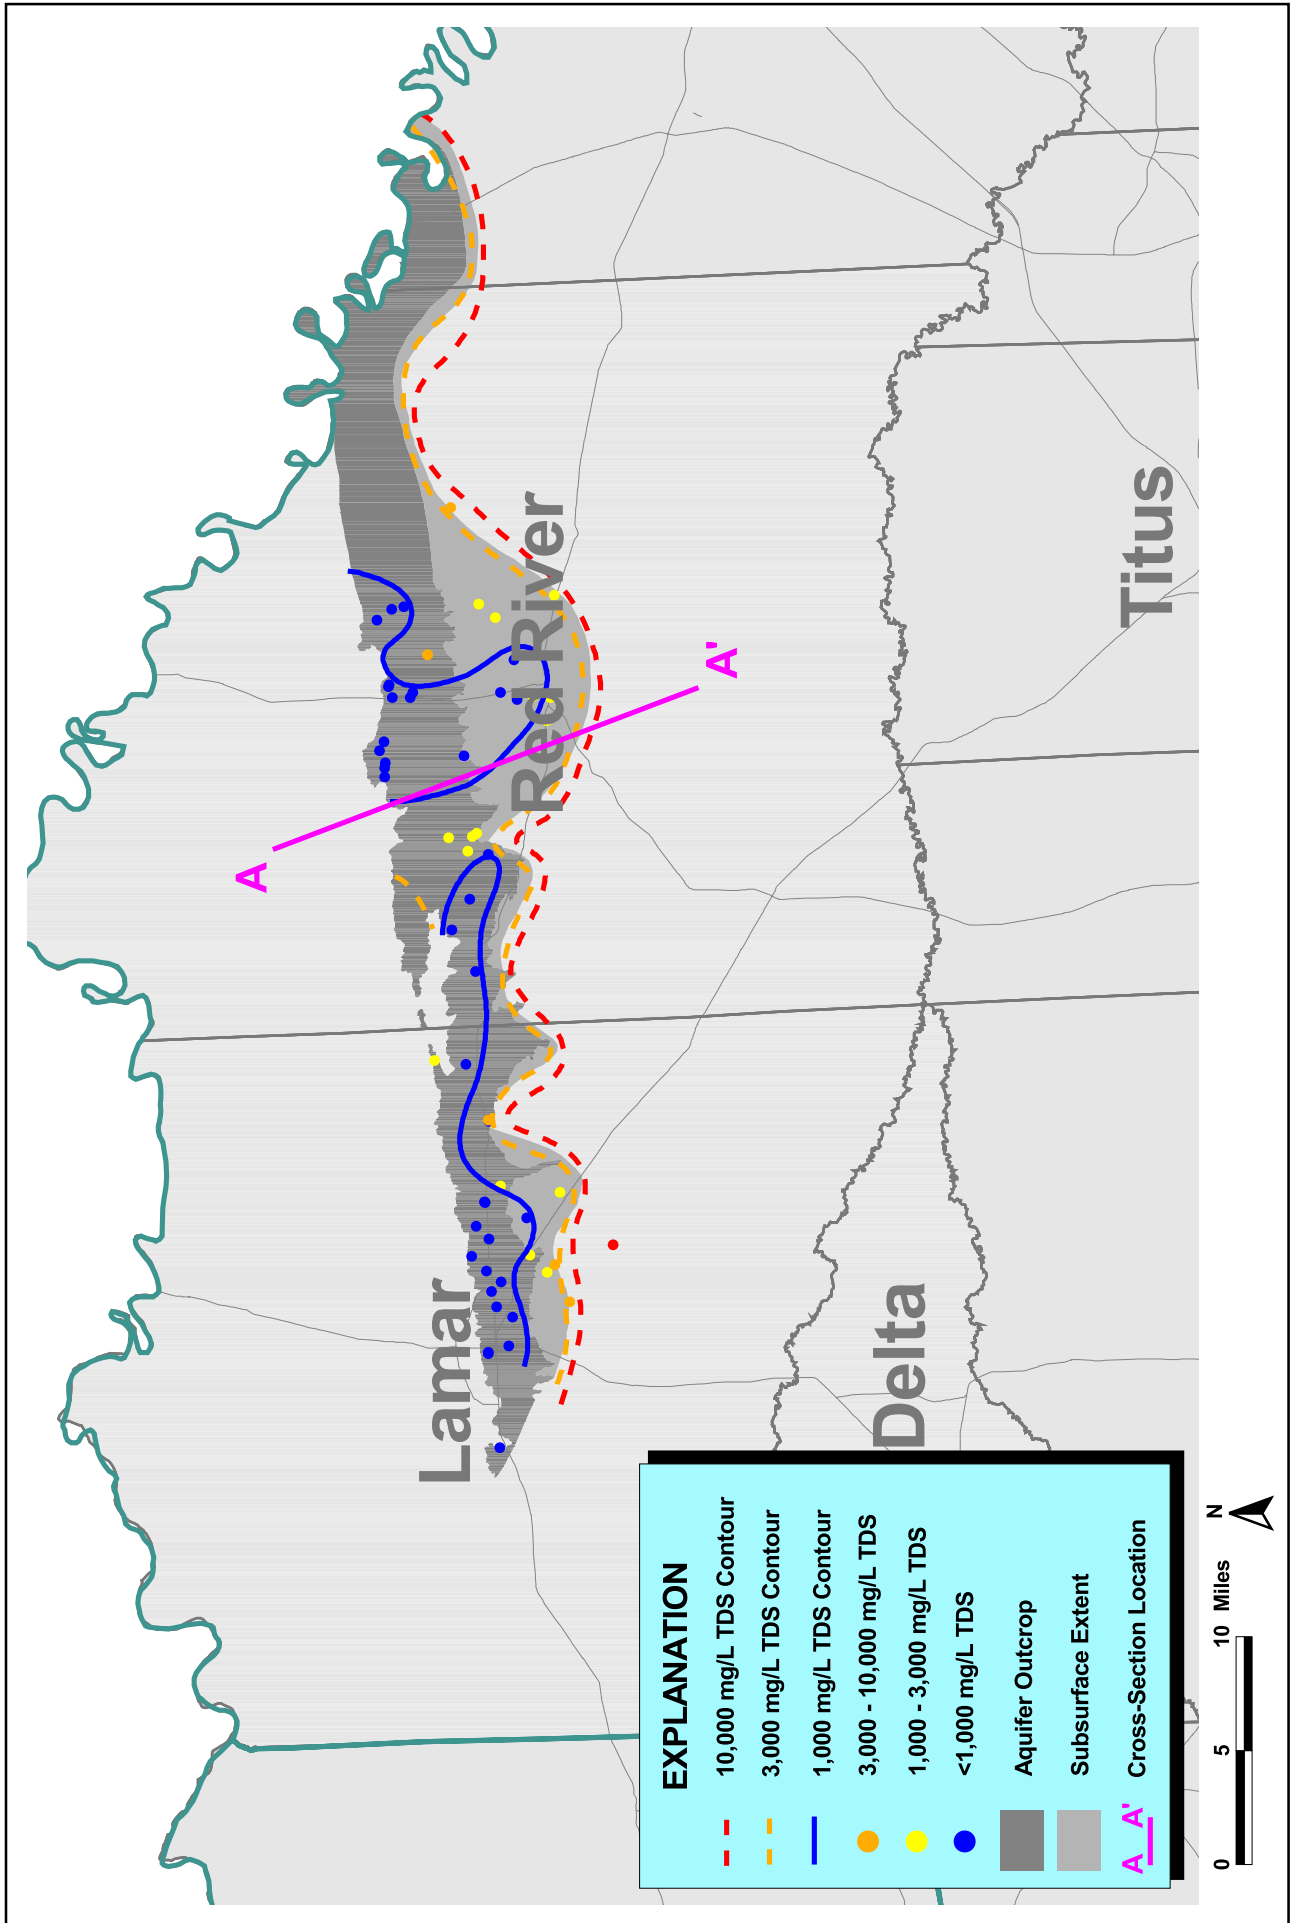 Lamar
Red River
Delta
Titus
A
A'
EXPLANATION
10,000 mg/L TDS Contour
3,000 mg/L TDS Contour
1,000 mg/L TDS Contour
3,000 - 10,000 mg/L TDS
1,000 - 3,000 mg/L TDS
<1,000 mg/L TDS
Aquifer Outcrop
Subsurface Extent
A A' Cross-Section Location
0 5 10 Miles
N